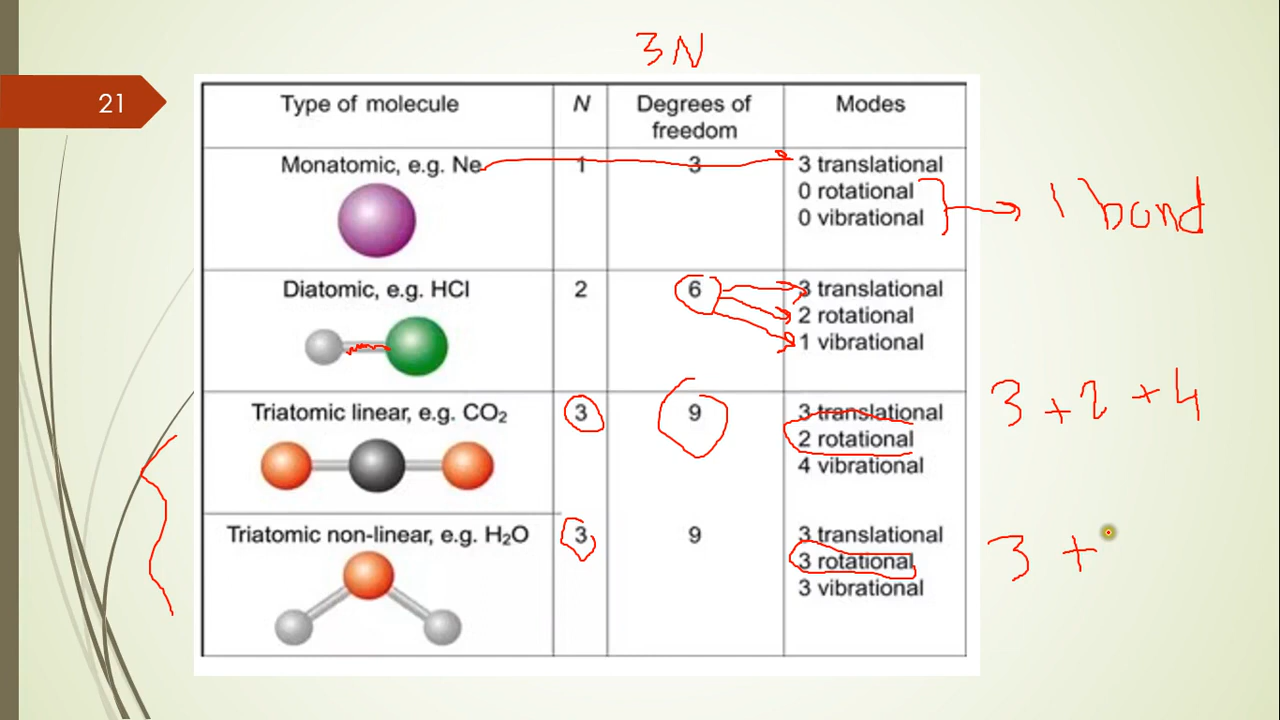 3N
21
Type of molecule N Degrees of freedom Modes
Monatomic, e.g. Ne 1 3 3 translational
0 rotational
0 vibrational
1 bond
Diatomic, e.g. HCl 2 6 3 translational
2 rotational
1 vibrational
Triatomic linear, e.g. CO₂ 3 9 3 translational
2 rotational
4 vibrational
3 + 2 + 4
Triatomic non-linear, e.g. H₂O 3 9 3 translational
3 rotational
3 vibrational
3 +